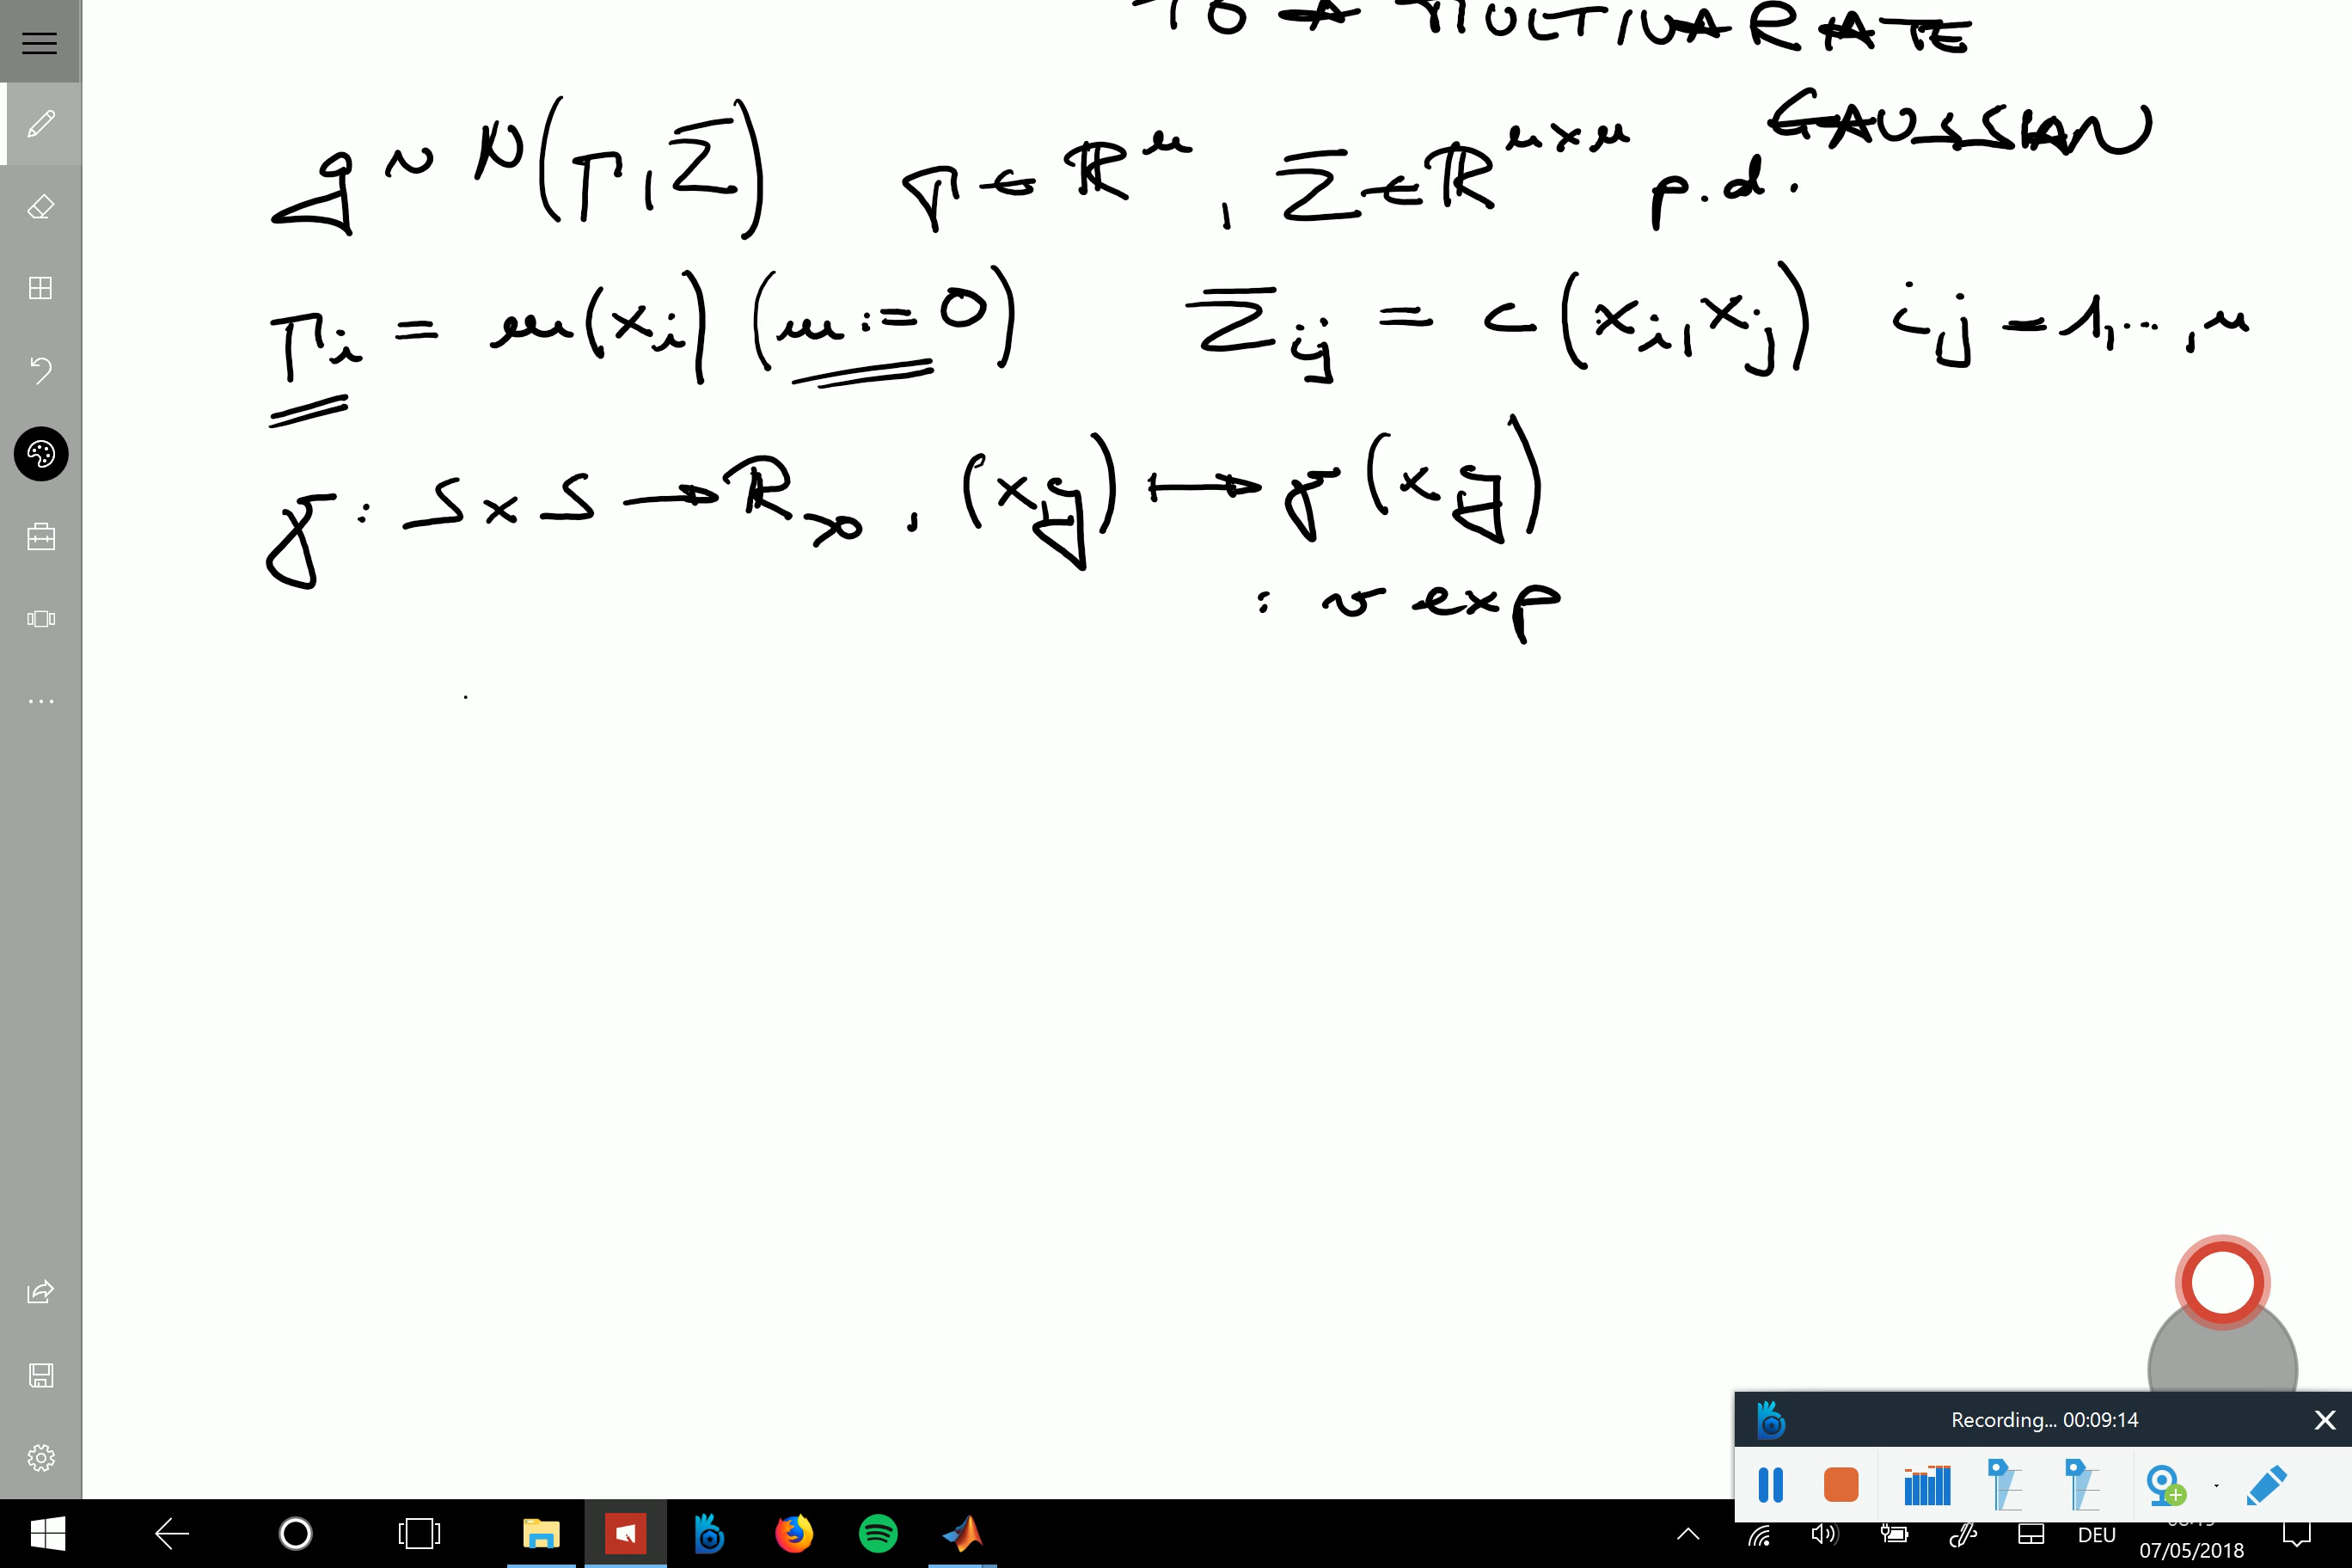 TO A MULTIVARIATE
GAUSSIAN
g ~ N(μ, Σ) μ ∈ ℝⁿ, Σ ∈ ℝⁿˣⁿ p.d.
μᵢ = m(xᵢ) (m := 0) Σᵢⱼ = c(xᵢ, xⱼ) i,j = 1,...,n
γ : S × S → ℝ>0, (x,y) ↦ γ(x,y)
:= v exp
Recording... 00:09:14
DEU
07/05/2018